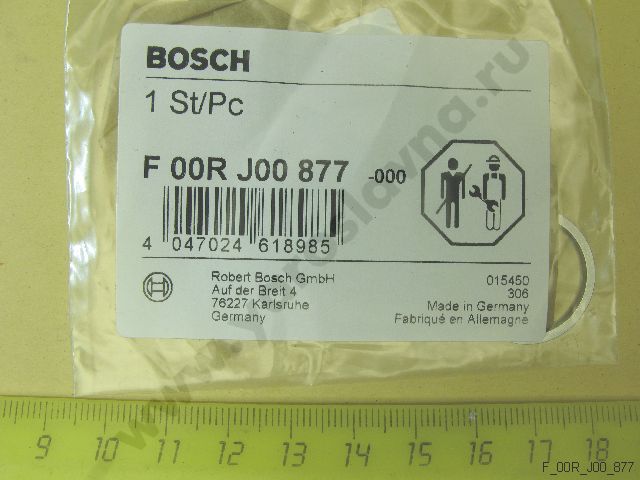 BOSCH
1 St/Pc
F 00R J00 877 -000
4 047024 618985
Robert Bosch GmbH
Auf der Breit 4
76227 Karlsruhe
Germany
015450
306
Made in Germany
Fabriqué en Allemagne
9 10 11 12 13 14 15 16 17 18
F_00R_J00_877